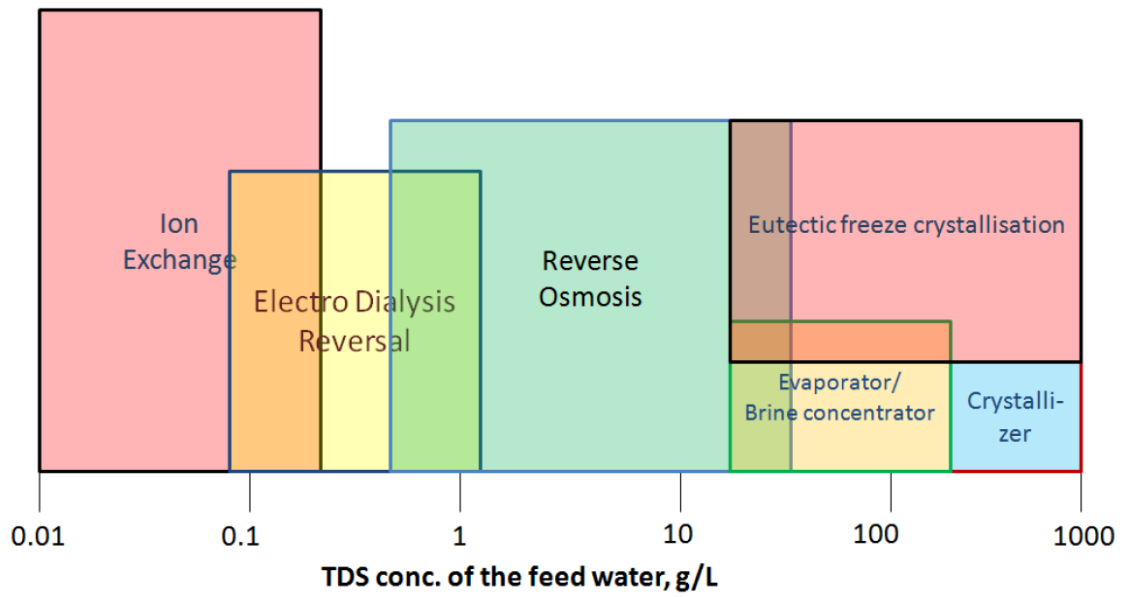 Ion
Exchange
Electro Dialysis
Reversal
Reverse
Osmosis
Eutectic freeze crystallisation
Evaporator/
Brine concentrator
Crystalli-
zer
0.01
0.1
1
10
100
1000
TDS conc. of the feed water, g/L